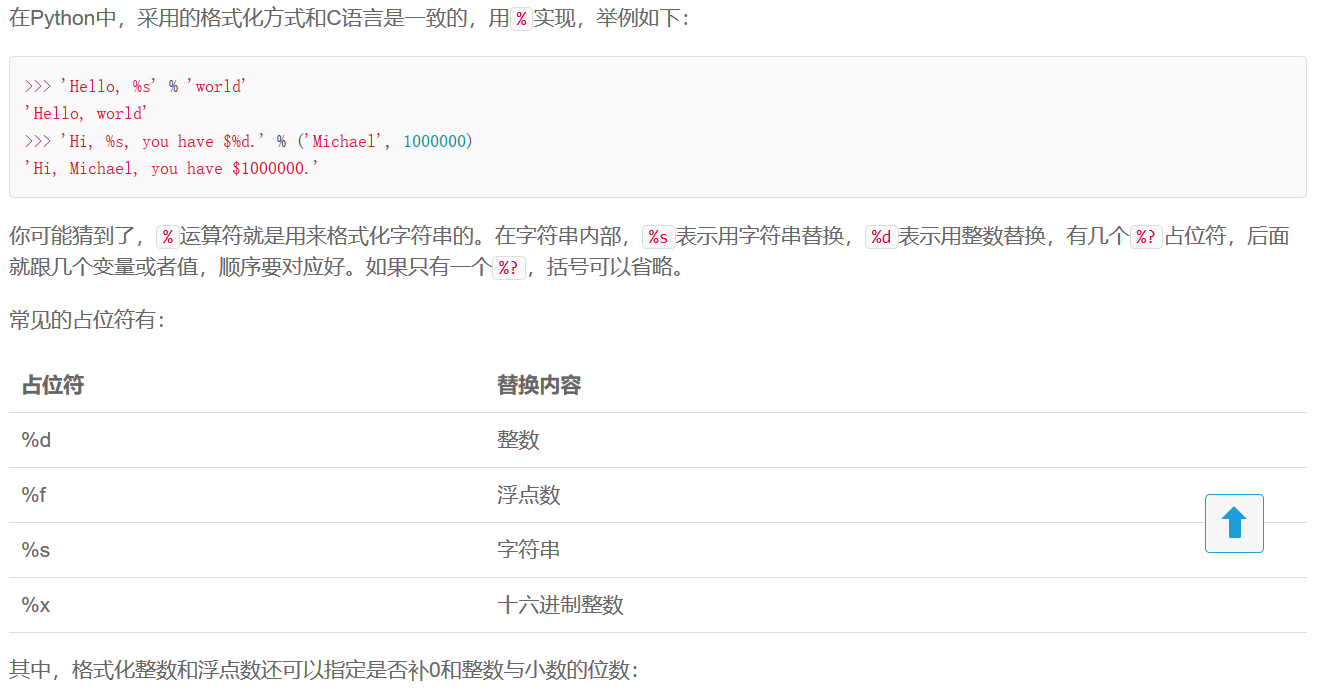 在Python中，采用的格式化方式和C语言是一致的，用%实现，举例如下：
>>> 'Hello, %s' % 'world'
'Hello, world'
>>> 'Hi, %s, you have $%d.' % ('Michael', 1000000)
'Hi, Michael, you have $1000000.'
你可能猜到了，%运算符就是用来格式化字符串的。在字符串内部，%s表示用字符串替换，%d表示用整数替换，有几个%?占位符，后面
就跟几个变量或者值，顺序要对应好。如果只有一个%?，括号可以省略。
常见的占位符有：
占位符 替换内容
%d 整数
%f 浮点数
%s 字符串
%x 十六进制整数
其中，格式化整数和浮点数还可以指定是否补0和整数与小数的位数：